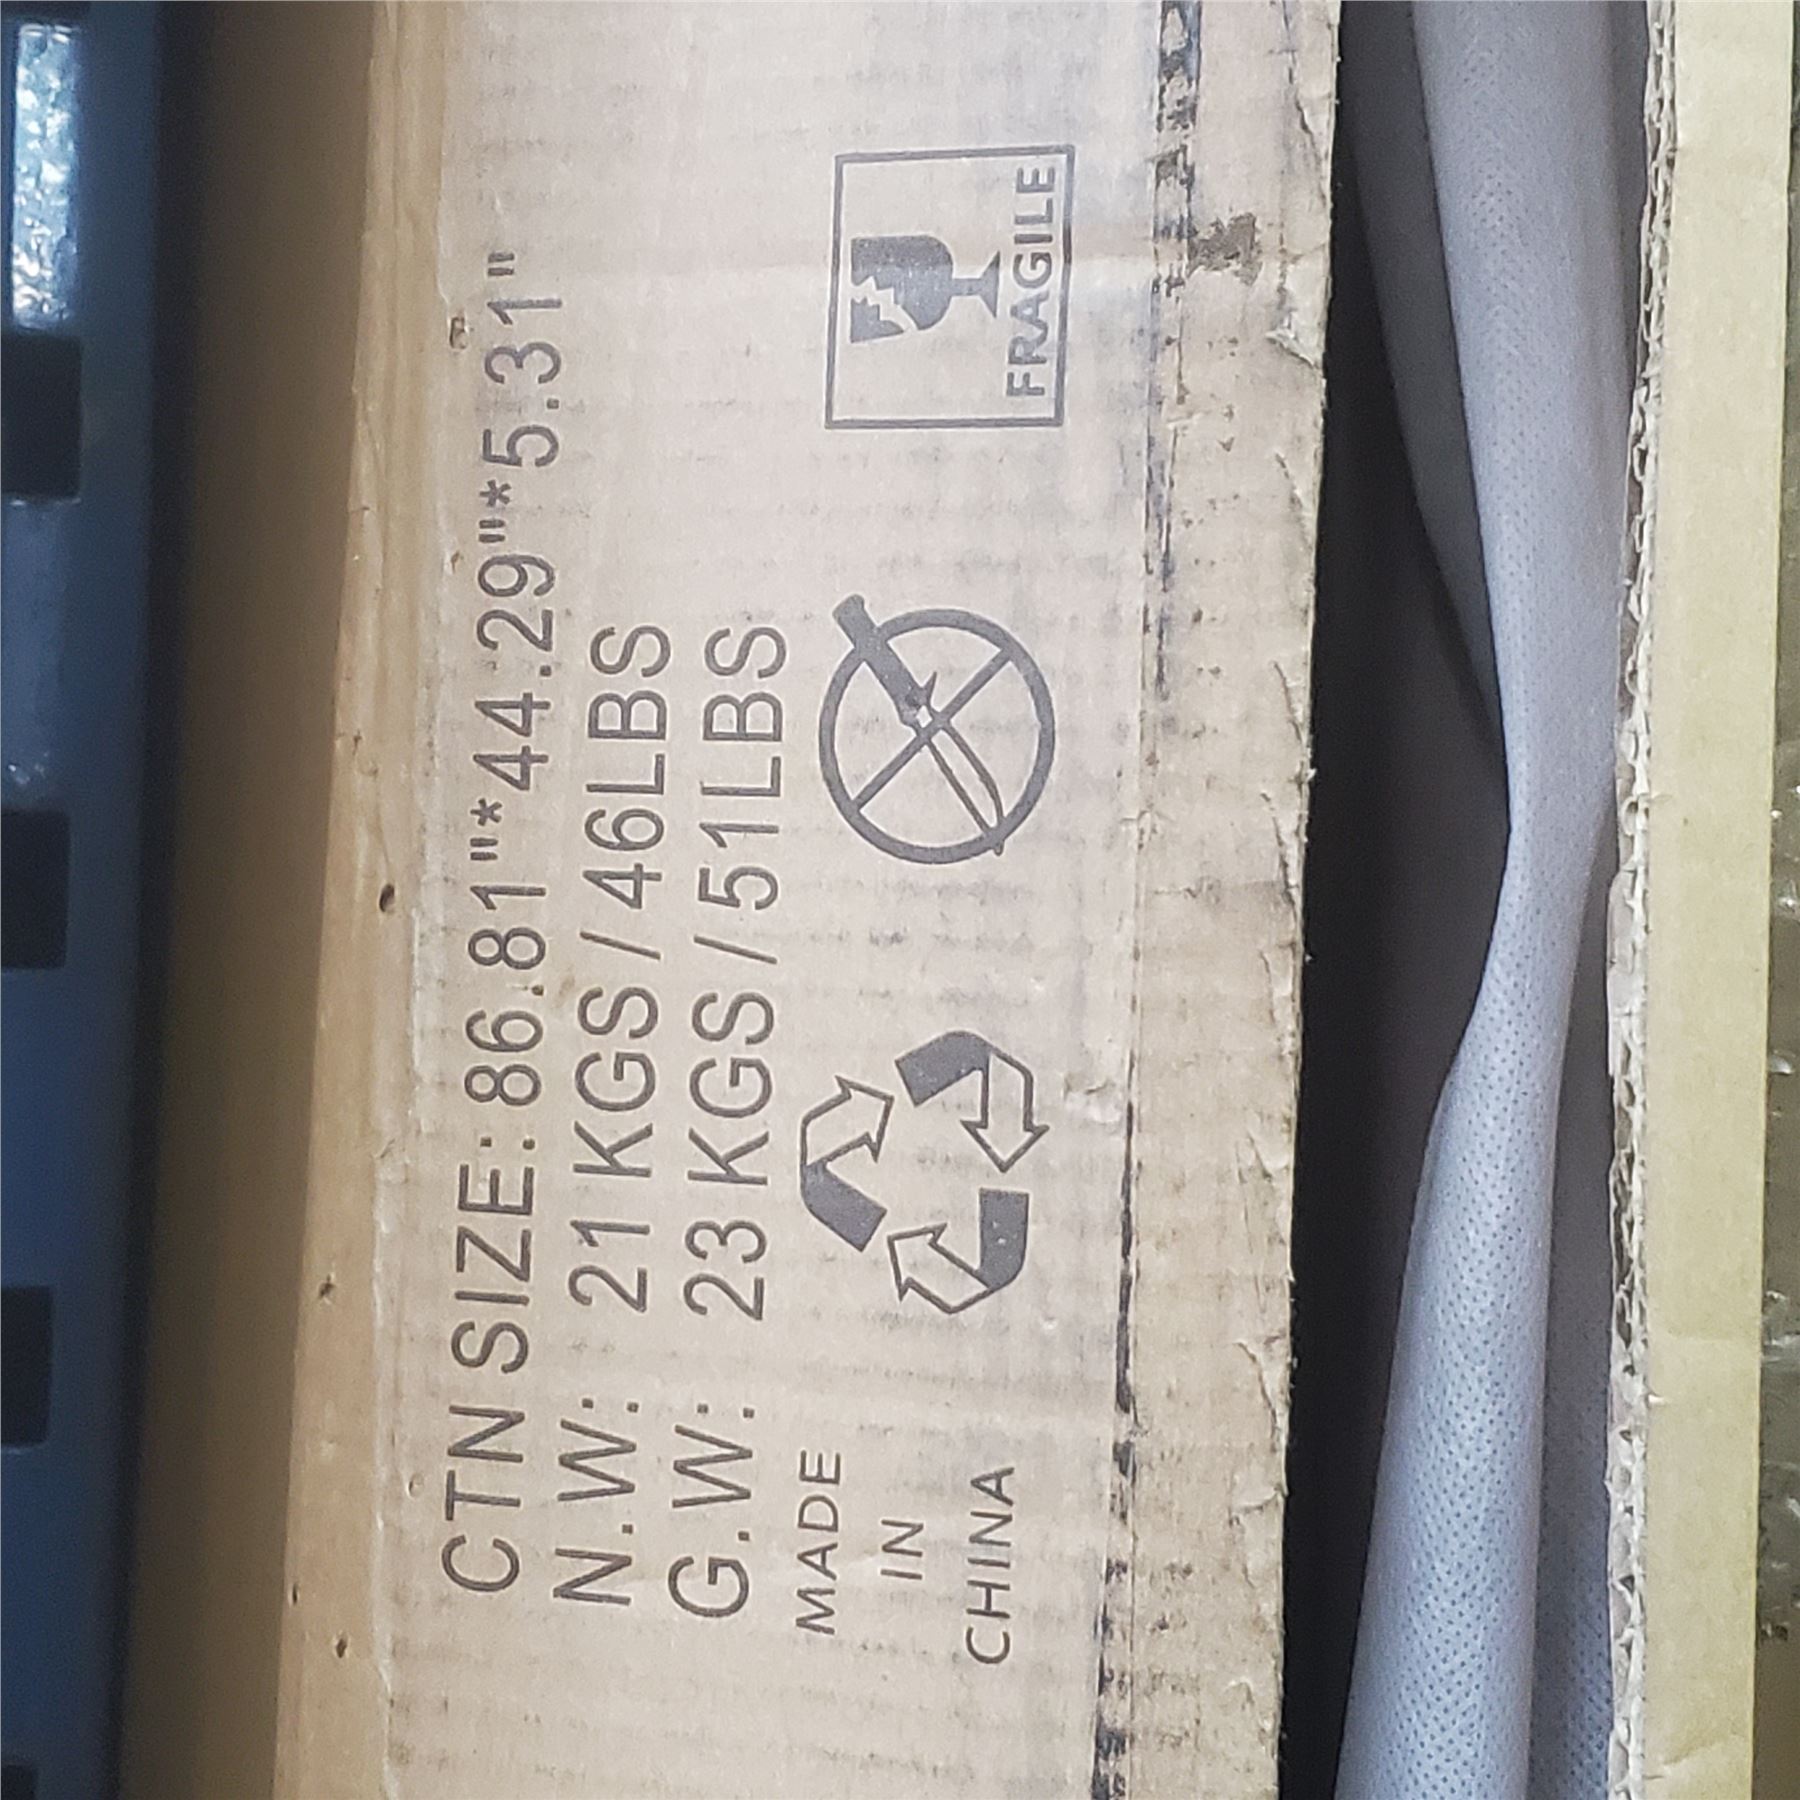 CTN SIZE: 86.81"*44.29"*5.31"
N.W: 21 KGS / 46LBS
G.W: 23 KGS / 51LBS
MADE
IN
CHINA
FRAGILE